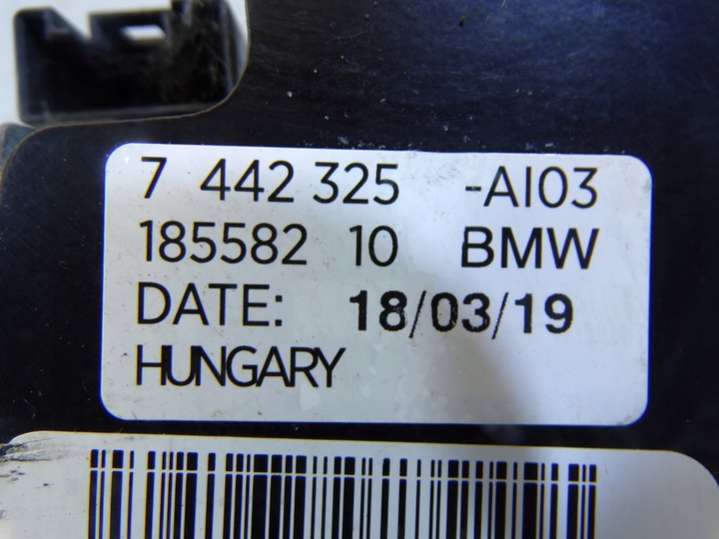 7 442 325 -AI03
185582 10 BMW
DATE: 18/03/19
HUNGARY